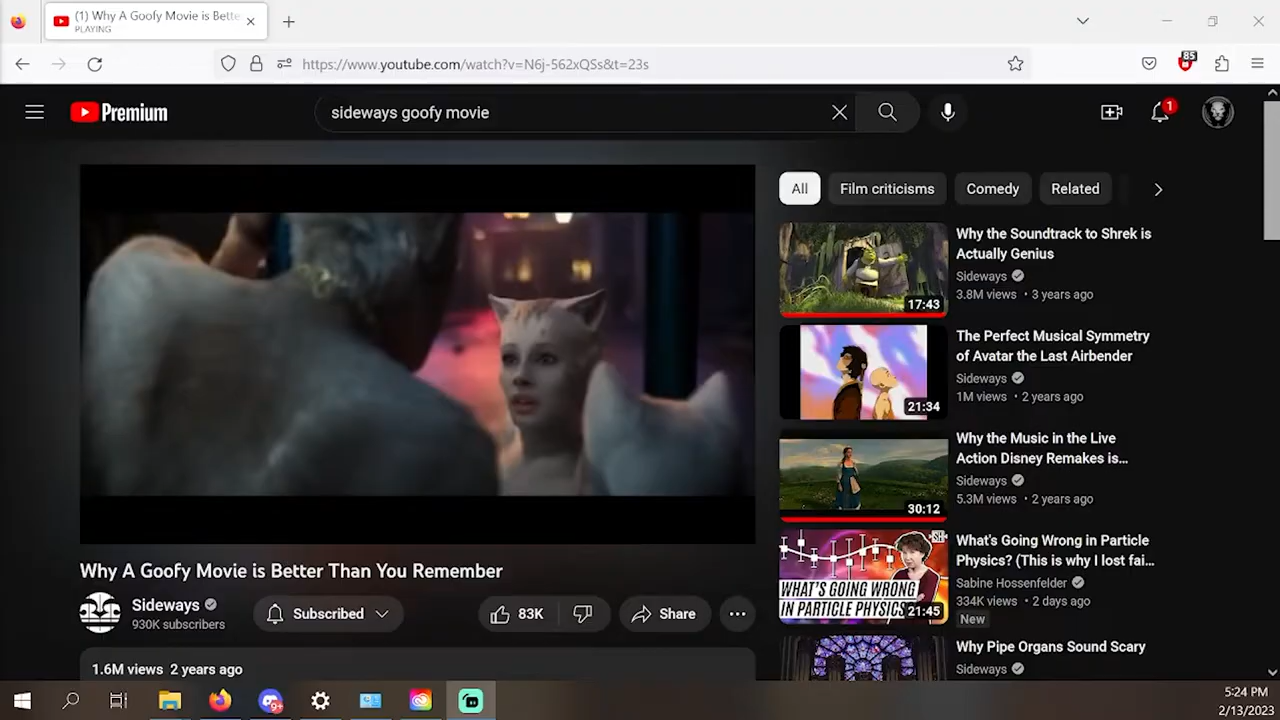 (1) Why A Goofy Movie is Bette
PLAYING
https://www.youtube.com/watch?v=N6j-562xQSs&t=23s
85
Premium
sideways goofy movie
1
All
Film criticisms
Comedy
Related
Why the Soundtrack to Shrek is
Actually Genius
Sideways
3.8M views • 3 years ago
17:43
The Perfect Musical Symmetry
of Avatar the Last Airbender
Sideways
1M views • 2 years ago
21:34
Why the Music in the Live
Action Disney Remakes is...
Sideways
5.3M views • 2 years ago
30:12
What's Going Wrong in Particle
Physics? (This is why I lost fai...
Sabine Hossenfelder
334K views • 2 days ago
New
WHAT'S GOING WRONG
IN PARTICLE PHYSICS?
21:45
Why Pipe Organs Sound Scary
Sideways
Why A Goofy Movie is Better Than You Remember
Sideways
930K subscribers
Subscribed
83K
Share
1.6M views 2 years ago
9+
5:24 PM
2/13/2023